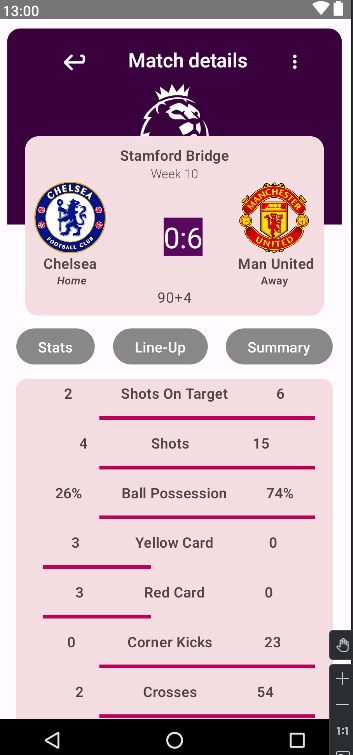 13:00
Match details
Stamford Bridge
Week 10
CHELSEA
FOOTBALL CLUB
MANCHESTER
UNITED
0:6
Chelsea
Man United
Home
Away
90+4
Stats Line-Up Summary
2 Shots On Target 6
4 Shots 15
26% Ball Possession 74%
3 Yellow Card 0
3 Red Card 0
0 Corner Kicks 23
2 Crosses 54
1:1